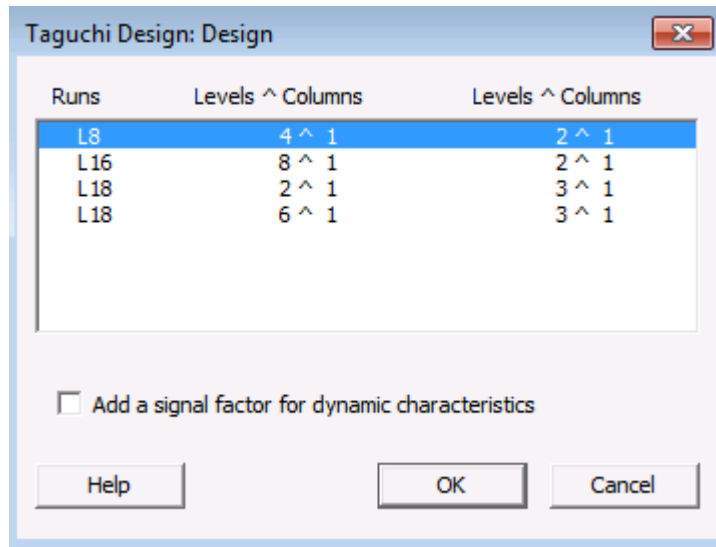 Taguchi Design: Design
Runs Levels ^ Columns Levels ^ Columns
L8 4 ^ 1 2 ^ 1
L16 8 ^ 1 2 ^ 1
L18 2 ^ 1 3 ^ 1
L18 6 ^ 1 3 ^ 1
Add a signal factor for dynamic characteristics
Help OK Cancel